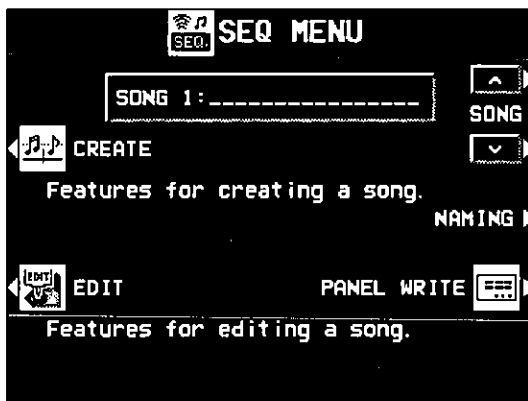 SEQ. SEQ MENU
SONG 1:________________
SONG
CREATE
Features for creating a song.
NAMING
EDIT
EDIT
PANEL WRITE
Features for editing a song.